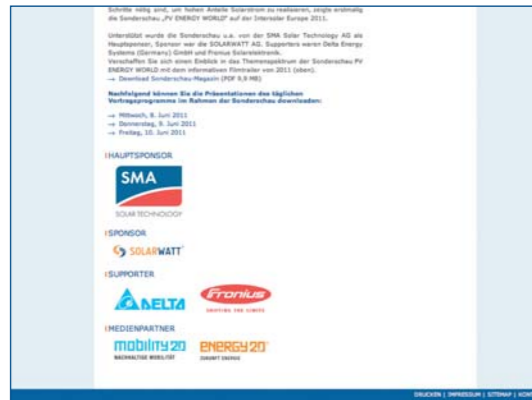 Schritte nötig sind, um hohen Anteile Solarstrom zu realisieren, zeigte erstmalig
die Sonderschau „PV ENERGY WORLD" auf der Intersolar Europe 2011.
Unterstützt wurde die Sonderschau u.a. von der SMA Solar Technology AG als
Hauptsponsor, Sponsor war die SOLARWATT AG. Supporters waren Delta Energy
Systems (Germany) GmbH und Fronius Solarelektronik.
Verschaffen Sie sich einen Einblick in das Themenspektrum der Sonderschau PV
ENERGY WORLD mit dem informativen Filmtrailer von 2011 (oben).
→ Download Sonderschau-Magazin (PDF 9,9 MB)
Nachfolgend können Sie die Präsentationen des täglichen
Vortragsprogramms im Rahmen der Sonderschau downloaden:
→ Mittwoch, 8. Juni 2011
→ Donnerstag, 9. Juni 2011
→ Freitag, 10. Juni 2011
HAUPTSPONSOR
SMA
SOLAR TECHNOLOGY
SPONSOR
SOLARWATT
SUPPORTER
DELTA
Fronius
SHIFTING THE LIMITS
MEDIENPARTNER
mobility 2.0
NACHHALTIGE MOBILITÄT
ENERGY 2.0
ZUKUNFT ENERGIE
DRUCKEN | IMPRESSUM | SITEMAP | KON